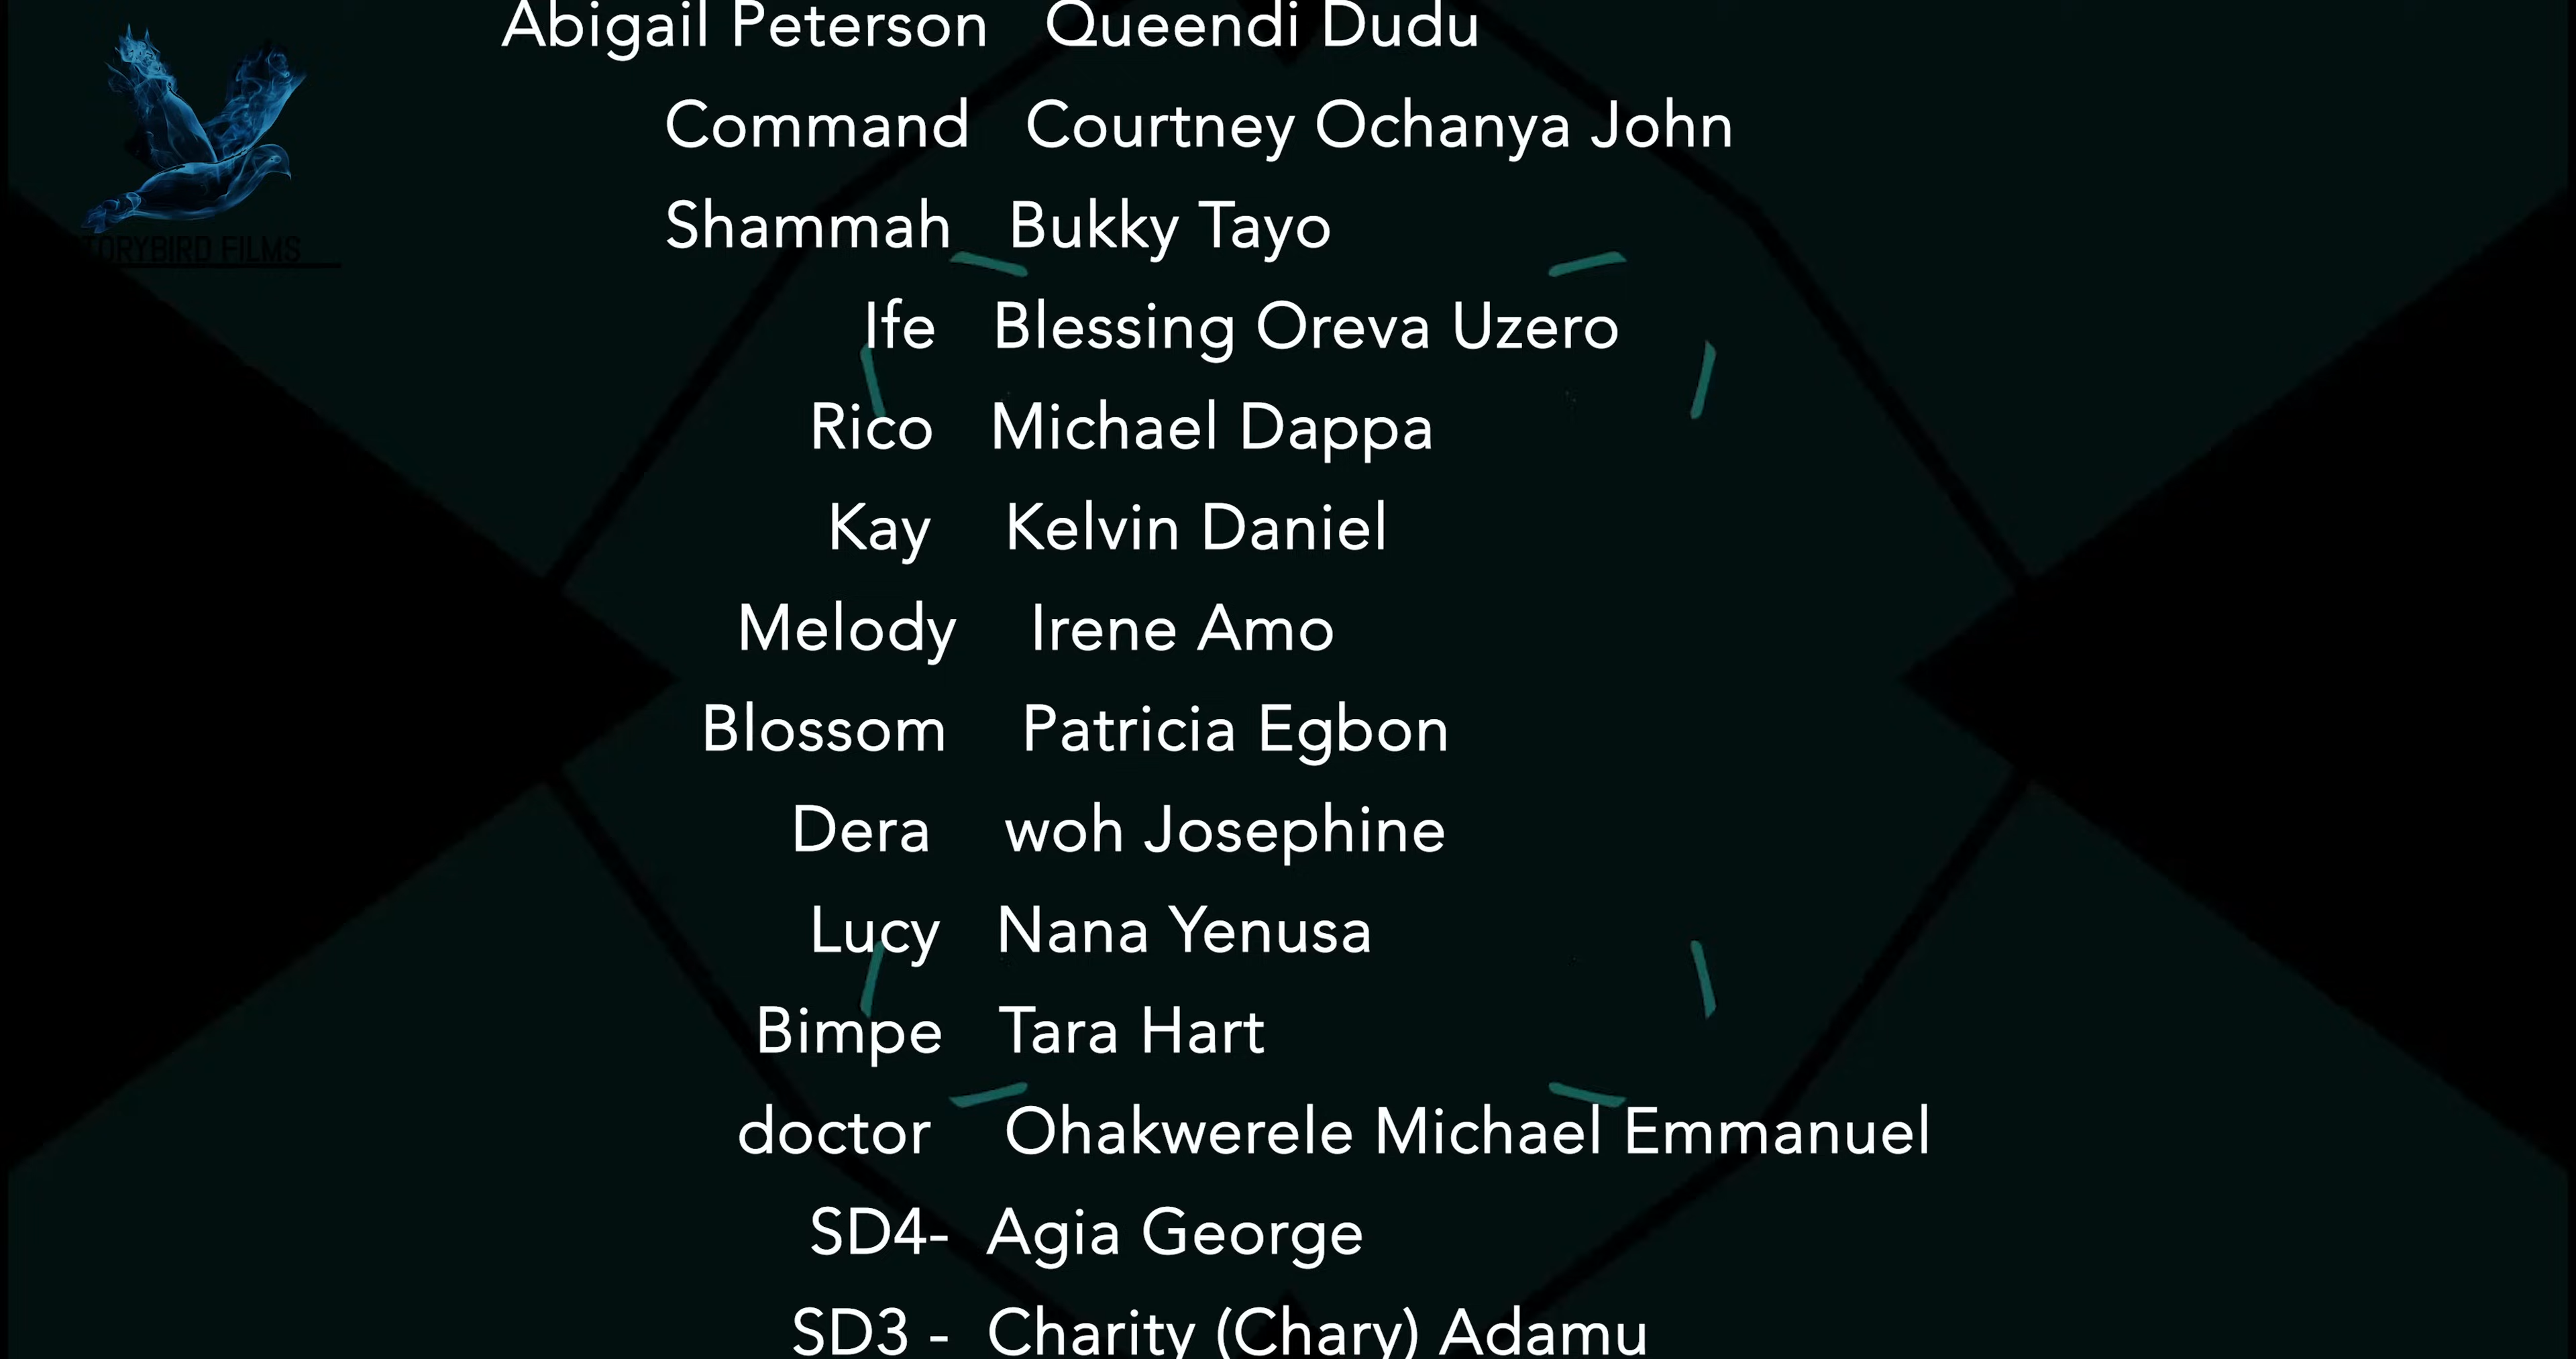 Abigail Peterson Queendi Dudu
Command Courtney Ochanya John
Shammah Bukky Tayo
TORYBIRD FILMS
Ife Blessing Oreva Uzero
Rico Michael Dappa
Kay Kelvin Daniel
Melody Irene Amo
Blossom Patricia Egbon
Dera woh Josephine
Lucy Nana Yenusa
Bimpe Tara Hart
doctor Ohakwerele Michael Emmanuel
SD4- Agia George
SD3 - Charity (Chary) Adamu